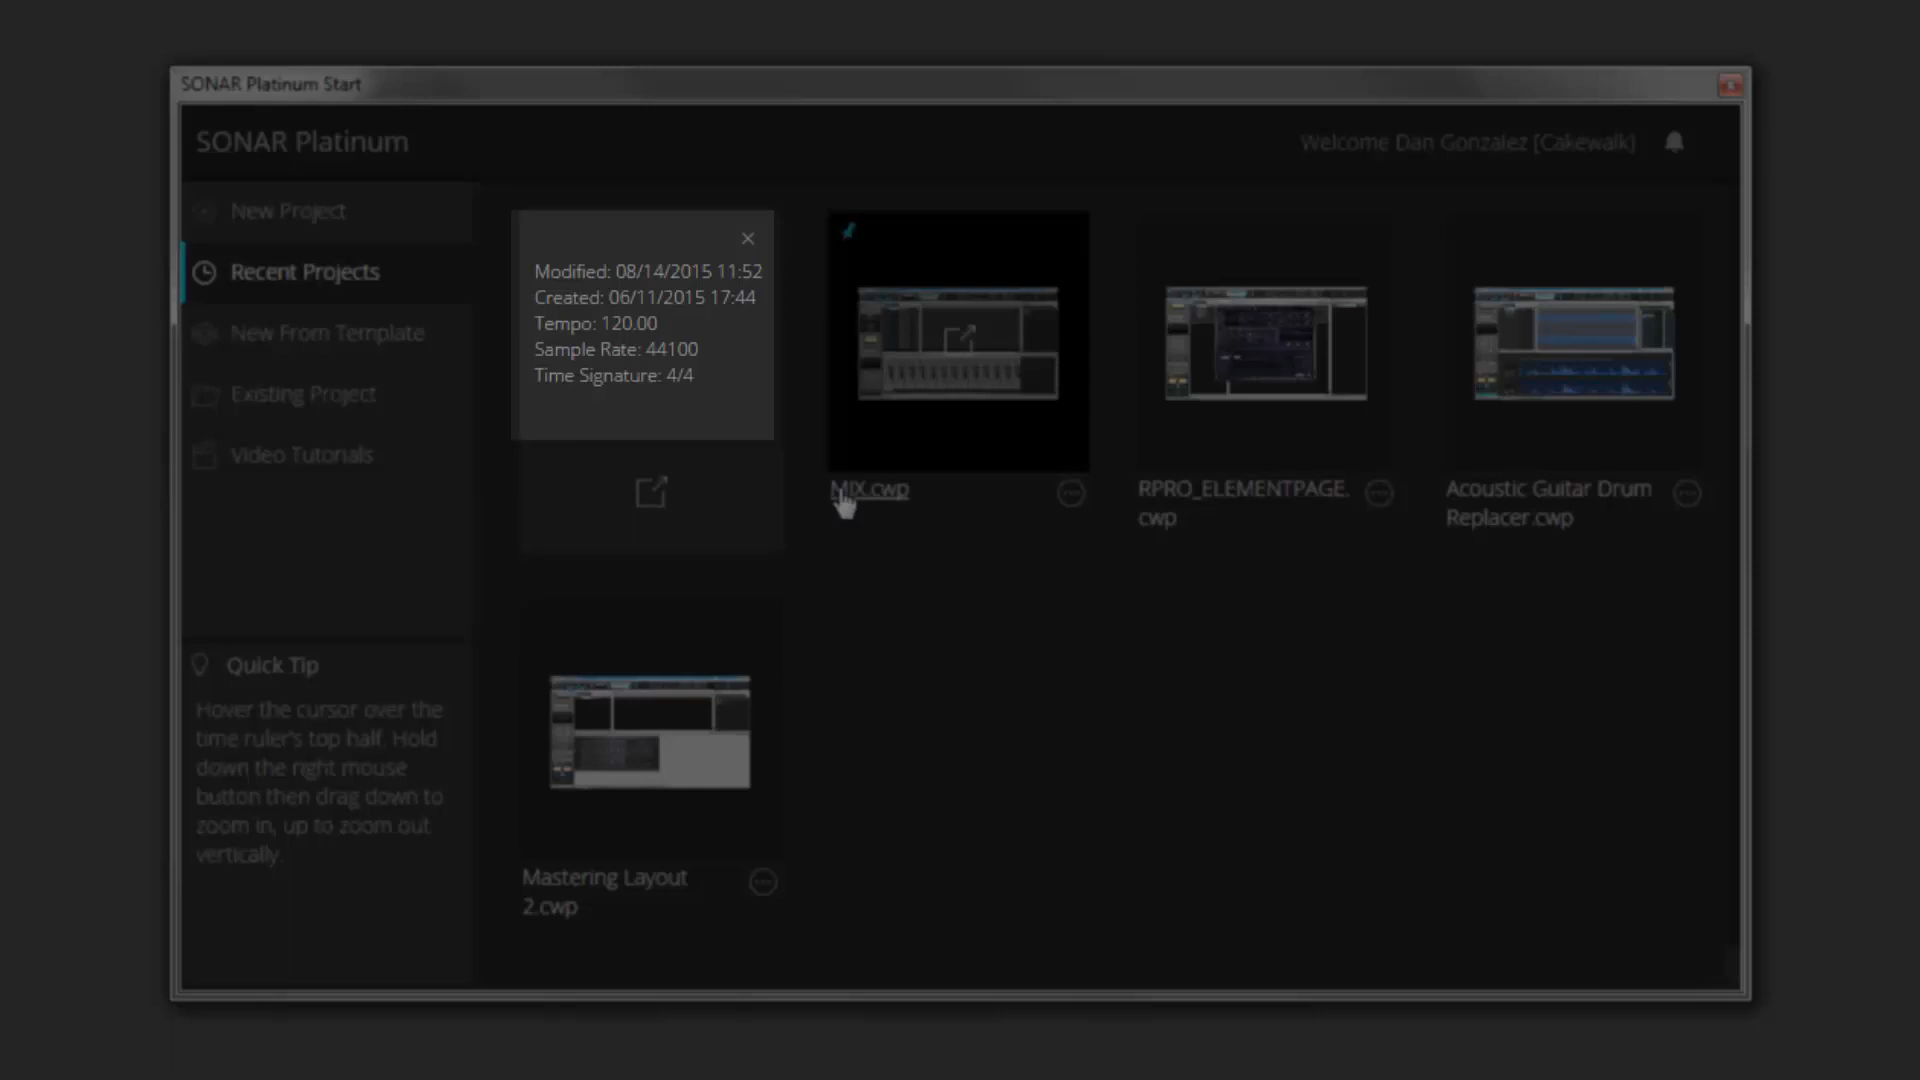 SONAR Platinum Start
SONAR Platinum
Welcome Dan Gonzalez [Cakewalk]
New Project
Recent Projects
New From Template
Existing Project
Video Tutorials
Modified: 08/14/2015 11:52
Created: 06/11/2015 17:44
Tempo: 120.00
Sample Rate: 44100
Time Signature: 4/4
MIX.cwp
RPRO_ELEMENTPAGE.
cwp
Acoustic Guitar Drum
Replacer.cwp
Mastering Layout
2.cwp
Quick Tip
Hover the cursor over the
time ruler's top half. Hold
down the right mouse
button then drag down to
zoom in, up to zoom out
vertically.